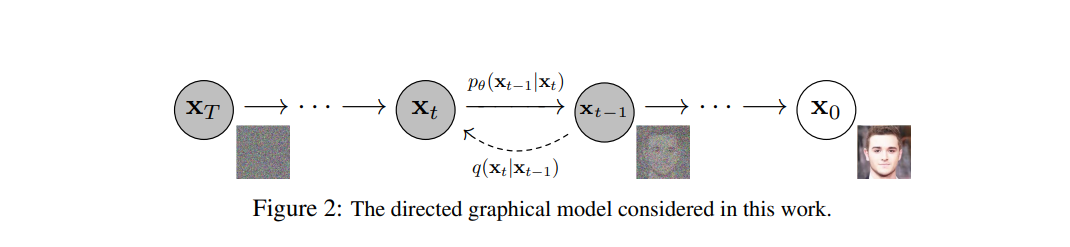 p_θ(x_{t−1}|x_t)
x_T ⟶ ··· ⟶ x_t ⟶ x_{t−1} ⟶ ··· ⟶ x_0
q(x_t|x_{t−1})
Figure 2: The directed graphical model considered in this work.